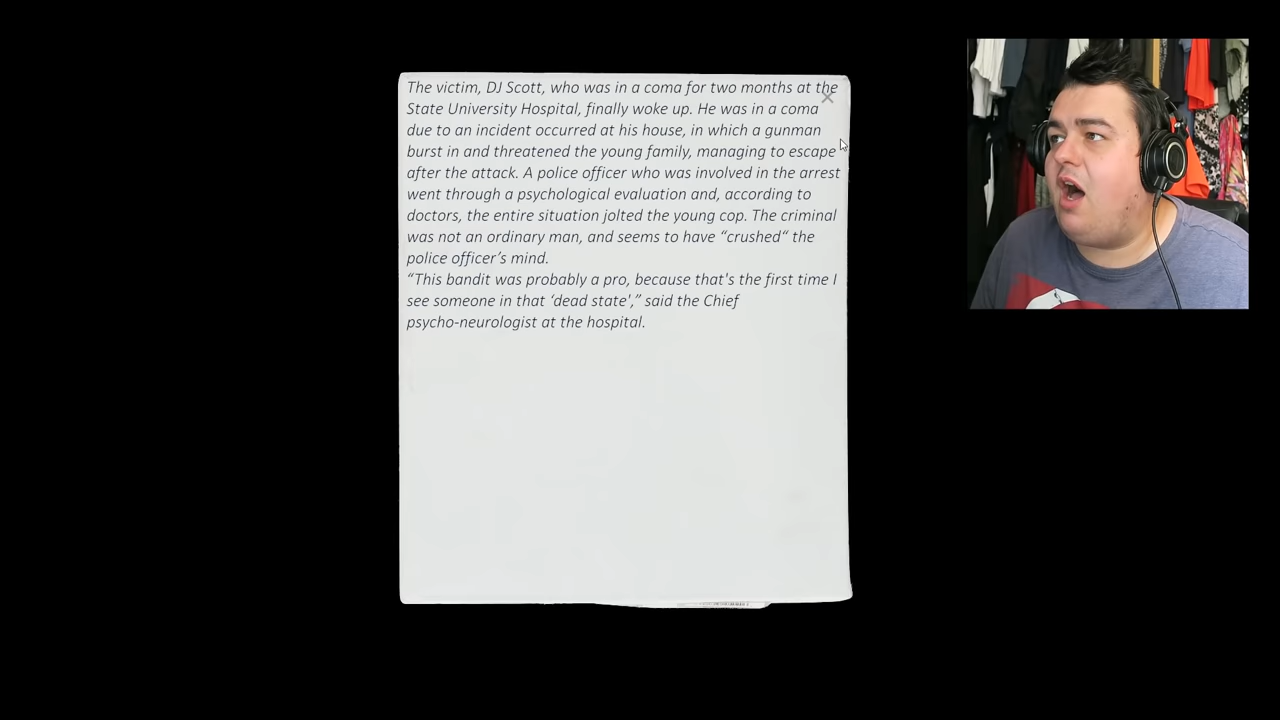 The victim, DJ Scott, who was in a coma for two months at the
State University Hospital, finally woke up. He was in a coma
due to an incident occurred at his house, in which a gunman
burst in and threatened the young family, managing to escape
after the attack. A police officer who was involved in the arrest
went through a psychological evaluation and, according to
doctors, the entire situation jolted the young cop. The criminal
was not an ordinary man, and seems to have “crushed“ the
police officer’s mind.
“This bandit was probably a pro, because that's the first time I
see someone in that ‘dead state',” said the Chief
psycho-neurologist at the hospital.